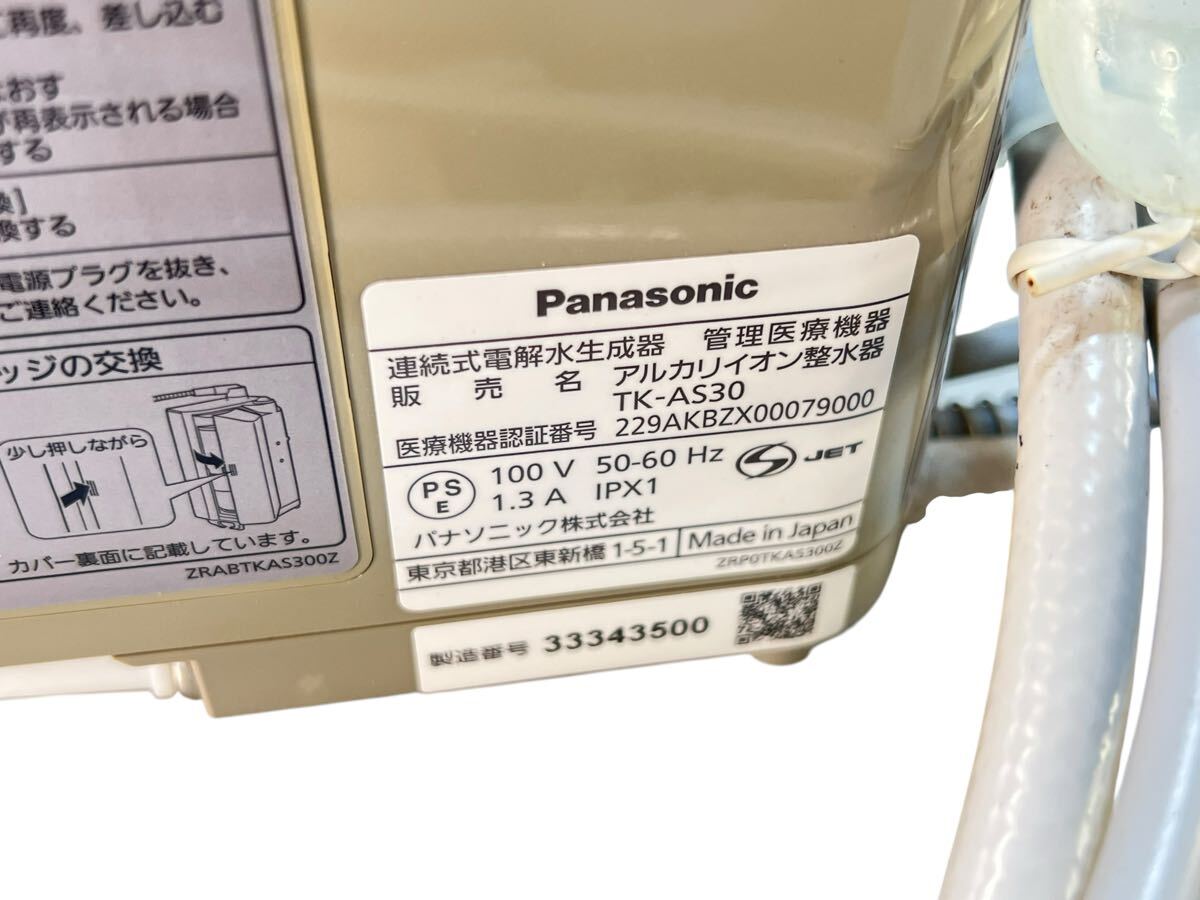 再度、差し込む
おす
再表示される場合
する
換]
換する
電源プラグを抜き、
ご連絡ください。
ッジの交換
少し押しながら
カバー裏面に記載しています。
ZRABTKAS300Z
Panasonic
連続式電解水生成器 管理医療機器
販売名 アルカリイオン整水器
TK-AS30
医療機器認証番号 229AKBZX00079000
PSE 100 V 50-60 Hz JET
1.3 A IPX1
パナソニック株式会社
東京都港区東新橋1-5-1 Made in Japan
ZRP0TKAS300Z
製造番号 33343500